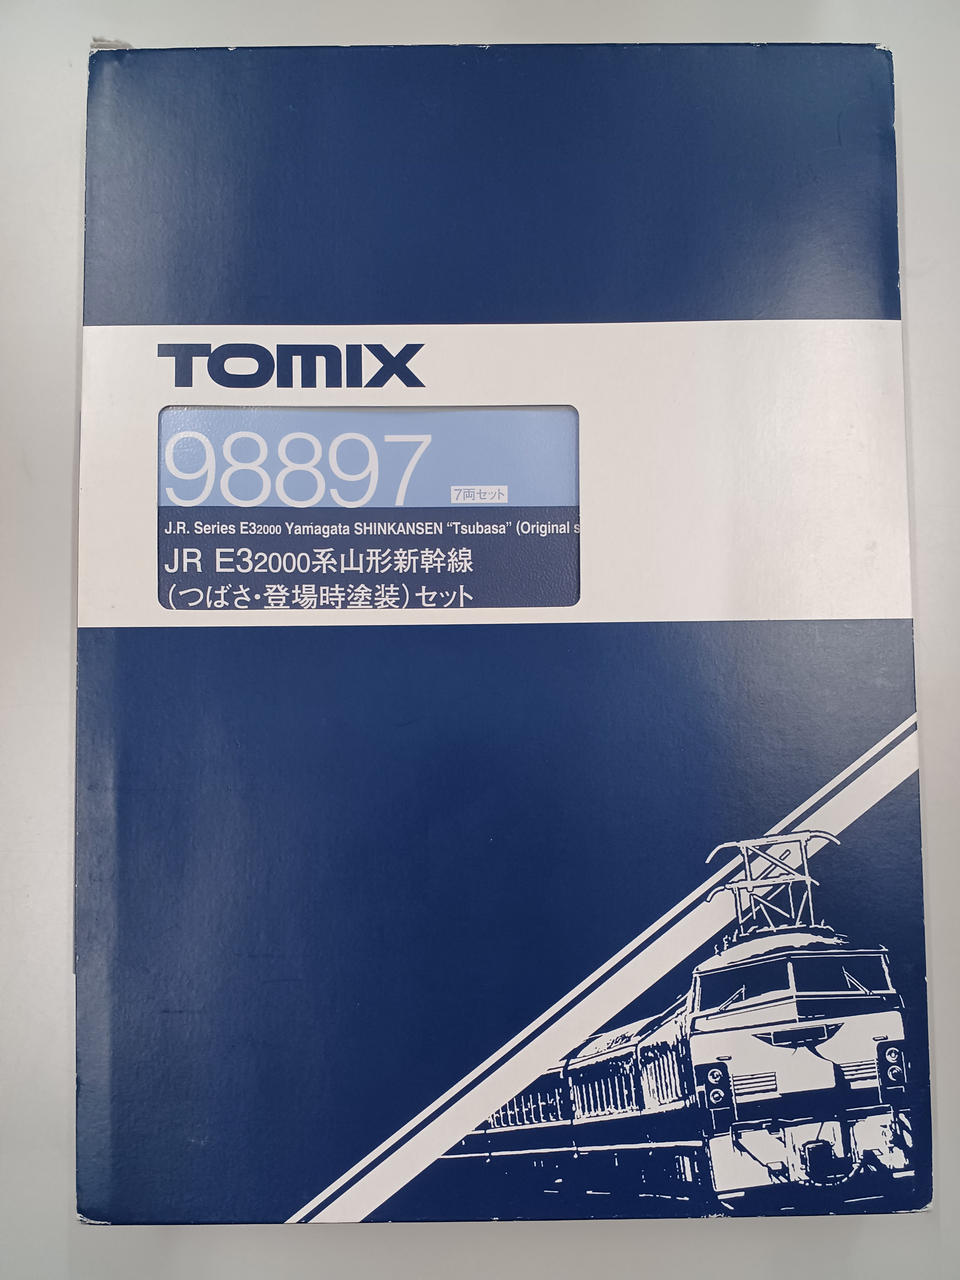 TOMIX
98897
7両セット
J.R. Series E32000 Yamagata SHINKANSEN “Tsubasa” (Original s
JR E32000系山形新幹線
(つばさ・登場時塗装)セット